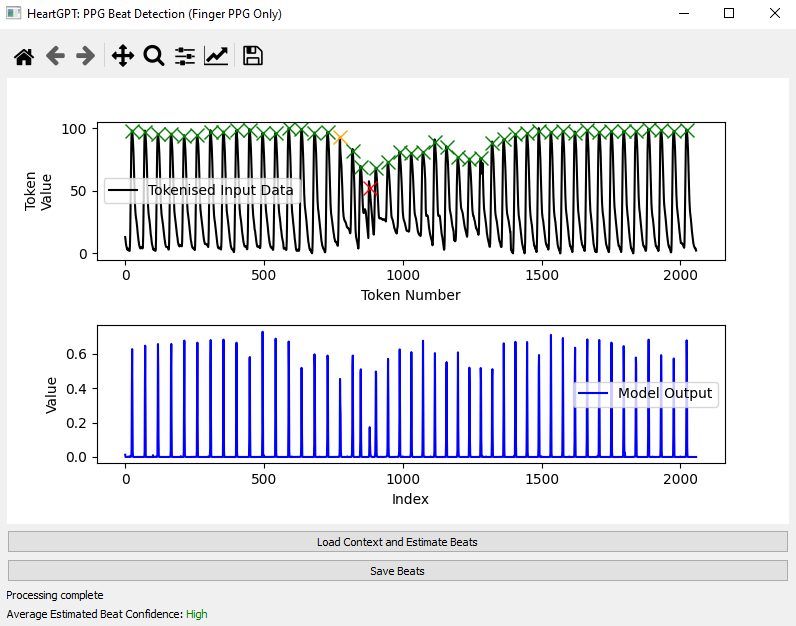 HeartGPT: PPG Beat Detection (Finger PPG Only)
100
50
0
Token
Value
Tokenised Input Data
0
500
1000
1500
2000
Token Number
0.6
0.4
0.2
0.0
Value
Model Output
0
500
1000
1500
2000
Index
Load Context and Estimate Beats
Save Beats
Processing complete
Average Estimated Beat Confidence: High